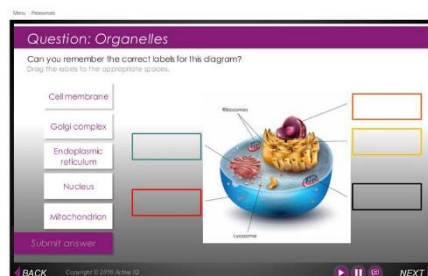 Menu Resources
Question: Organelles
Can you remember the correct labels for this diagram?
Drag the labels to the appropriate spaces.
Cell membrane
Golgi complex
Endoplasmic
reticulum
Nucleus
Mitochondrion
Ribosomes
Lysosome
Submit answer
BACK
Copyright © 2016 Active IQ
NEXT